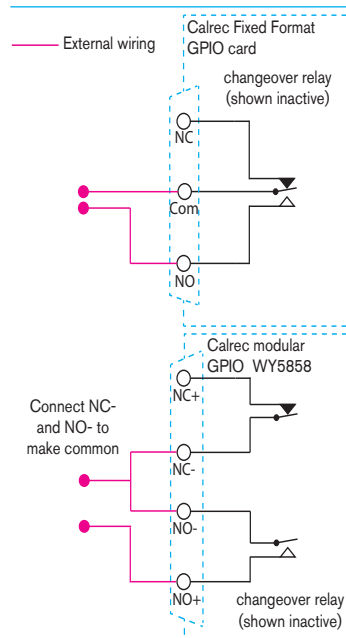 External wiring
Calrec Fixed Format
GPIO card
changeover relay
(shown inactive)
NC
Com
NO
Calrec modular
GPIO WY5858
NC+
Connect NC-
and NO- to
make common
NC-
NO-
NO+
changeover relay
(shown inactive)